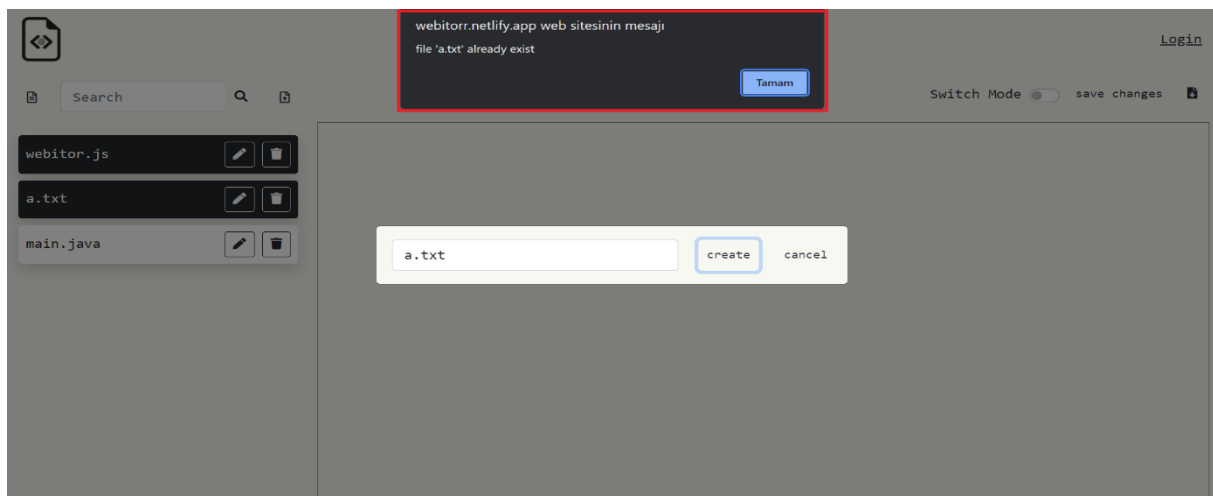 webitorr.netlify.app web sitesinin mesajı
file 'a.txt' already exist
Tamam
Login
Search
Switch Mode
save changes
webitor.js
a.txt
main.java
a.txt
create
cancel